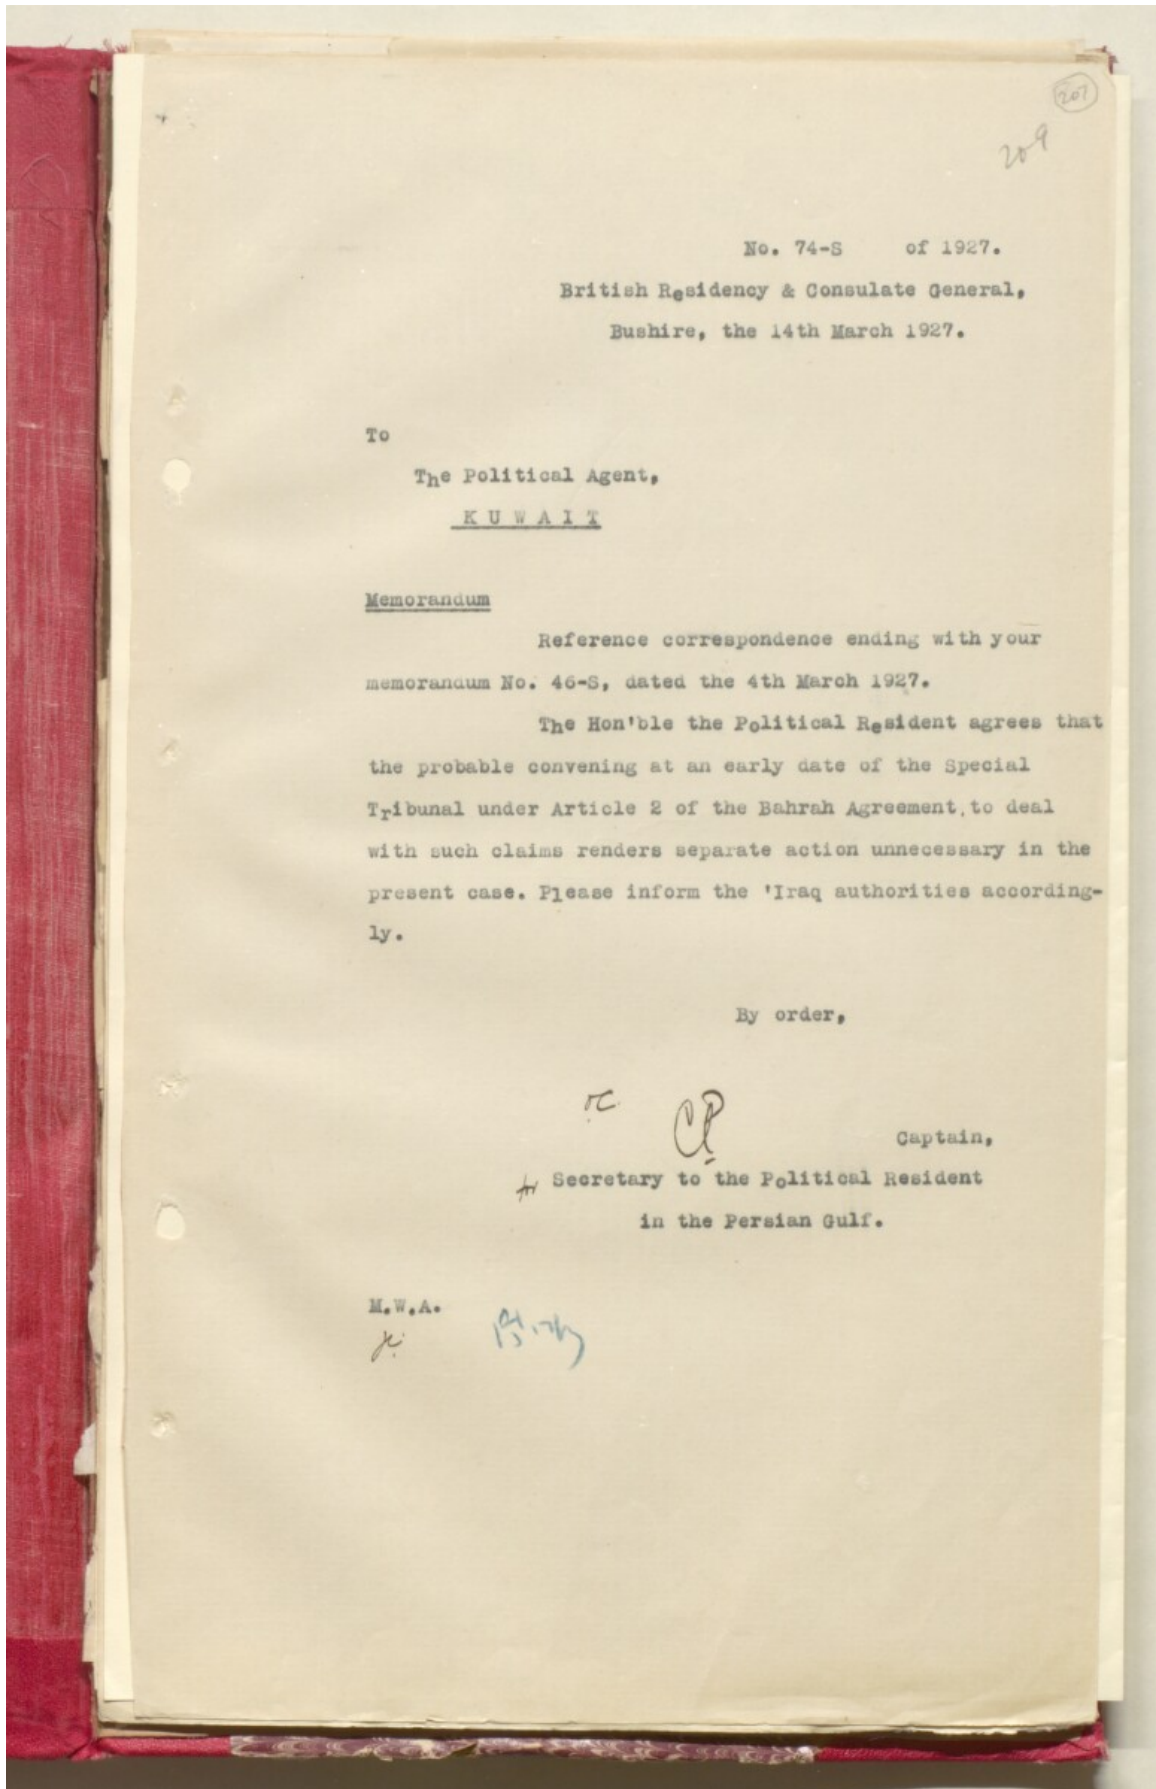 207
209
No. 74-S of 1927.
British Residency & Consulate General,
Bushire, the 14th March 1927.
To
The Political Agent,
K U W A I T
Memorandum
Reference correspondence ending with your
memorandum No. 46-S, dated the 4th March 1927.
The Hon'ble the Political Resident agrees that
the probable convening at an early date of the Special
Tribunal under Article 2 of the Bahrah Agreement, to deal
with such claims renders separate action unnecessary in the
present case. Please inform the 'Iraq authorities according-
ly.
By order,
Captain,
for Secretary to the Political Resident
in the Persian Gulf.
M.W.A.